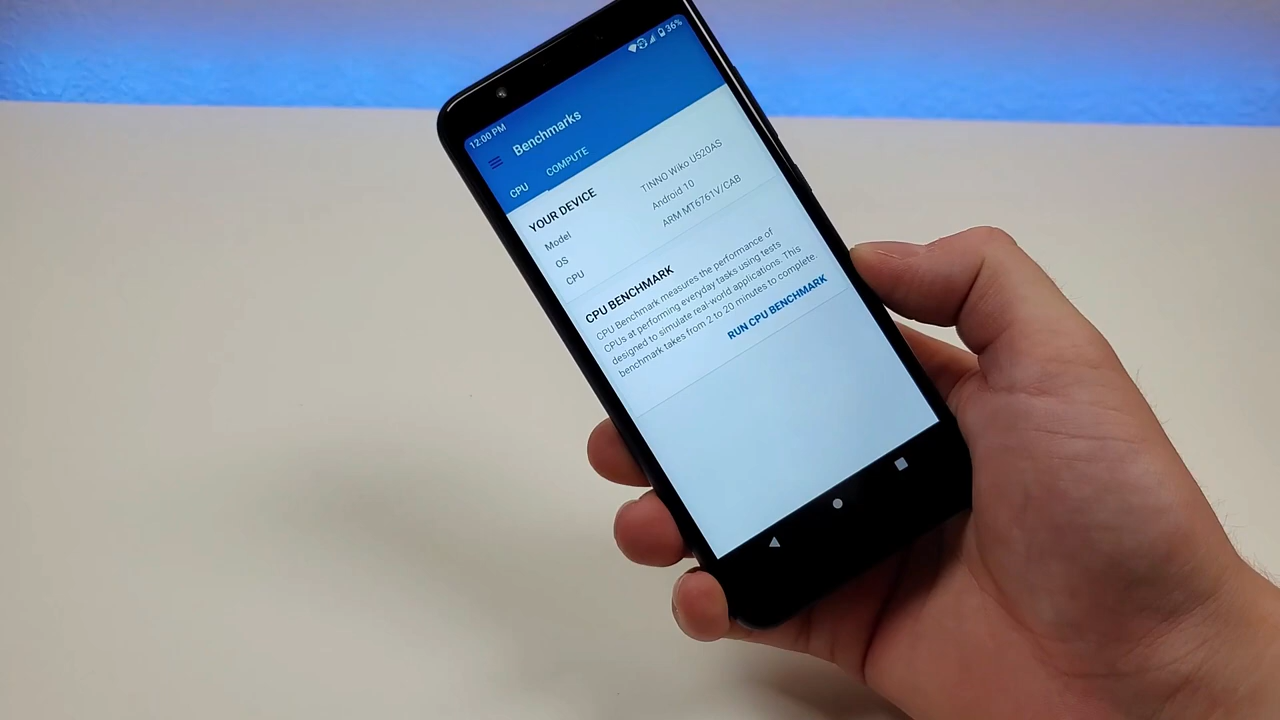 12:00 PM 36%
Benchmarks
CPU COMPUTE
YOUR DEVICE
Model TINNO Wiko U520AS
OS Android 10
CPU ARM MT6761V/CAB
CPU BENCHMARK
CPU Benchmark measures the performance of
CPUs at performing everyday tasks using tests
designed to simulate real-world applications. This
benchmark takes from 2 to 20 minutes to complete.
RUN CPU BENCHMARK